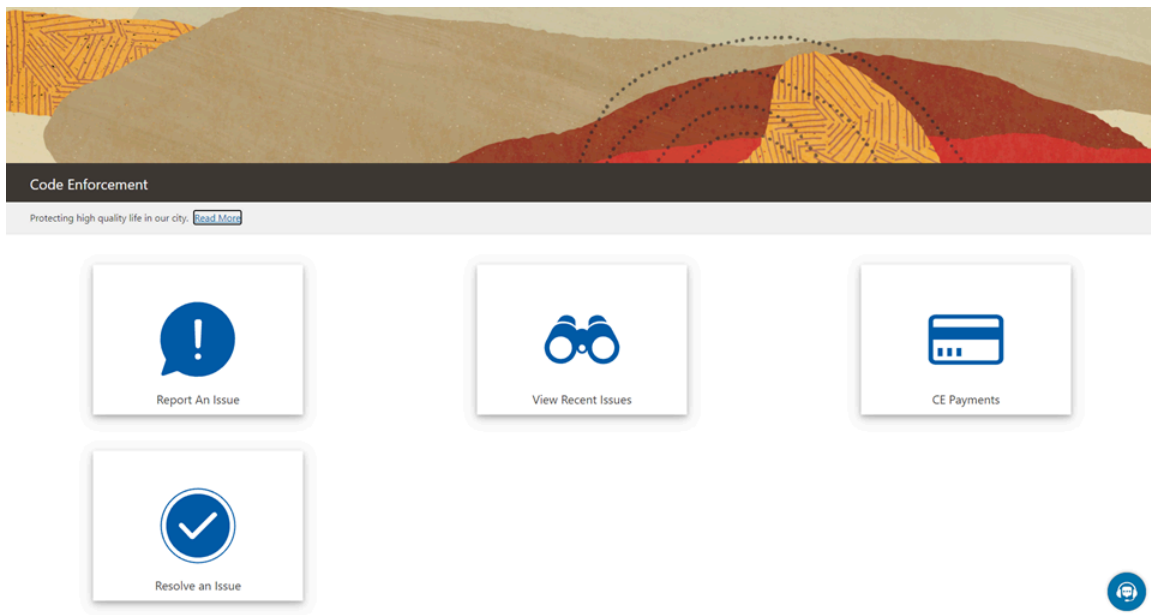 Code Enforcement
Protecting high quality life in our city. Read More
Report An Issue
View Recent Issues
CE Payments
Resolve an Issue